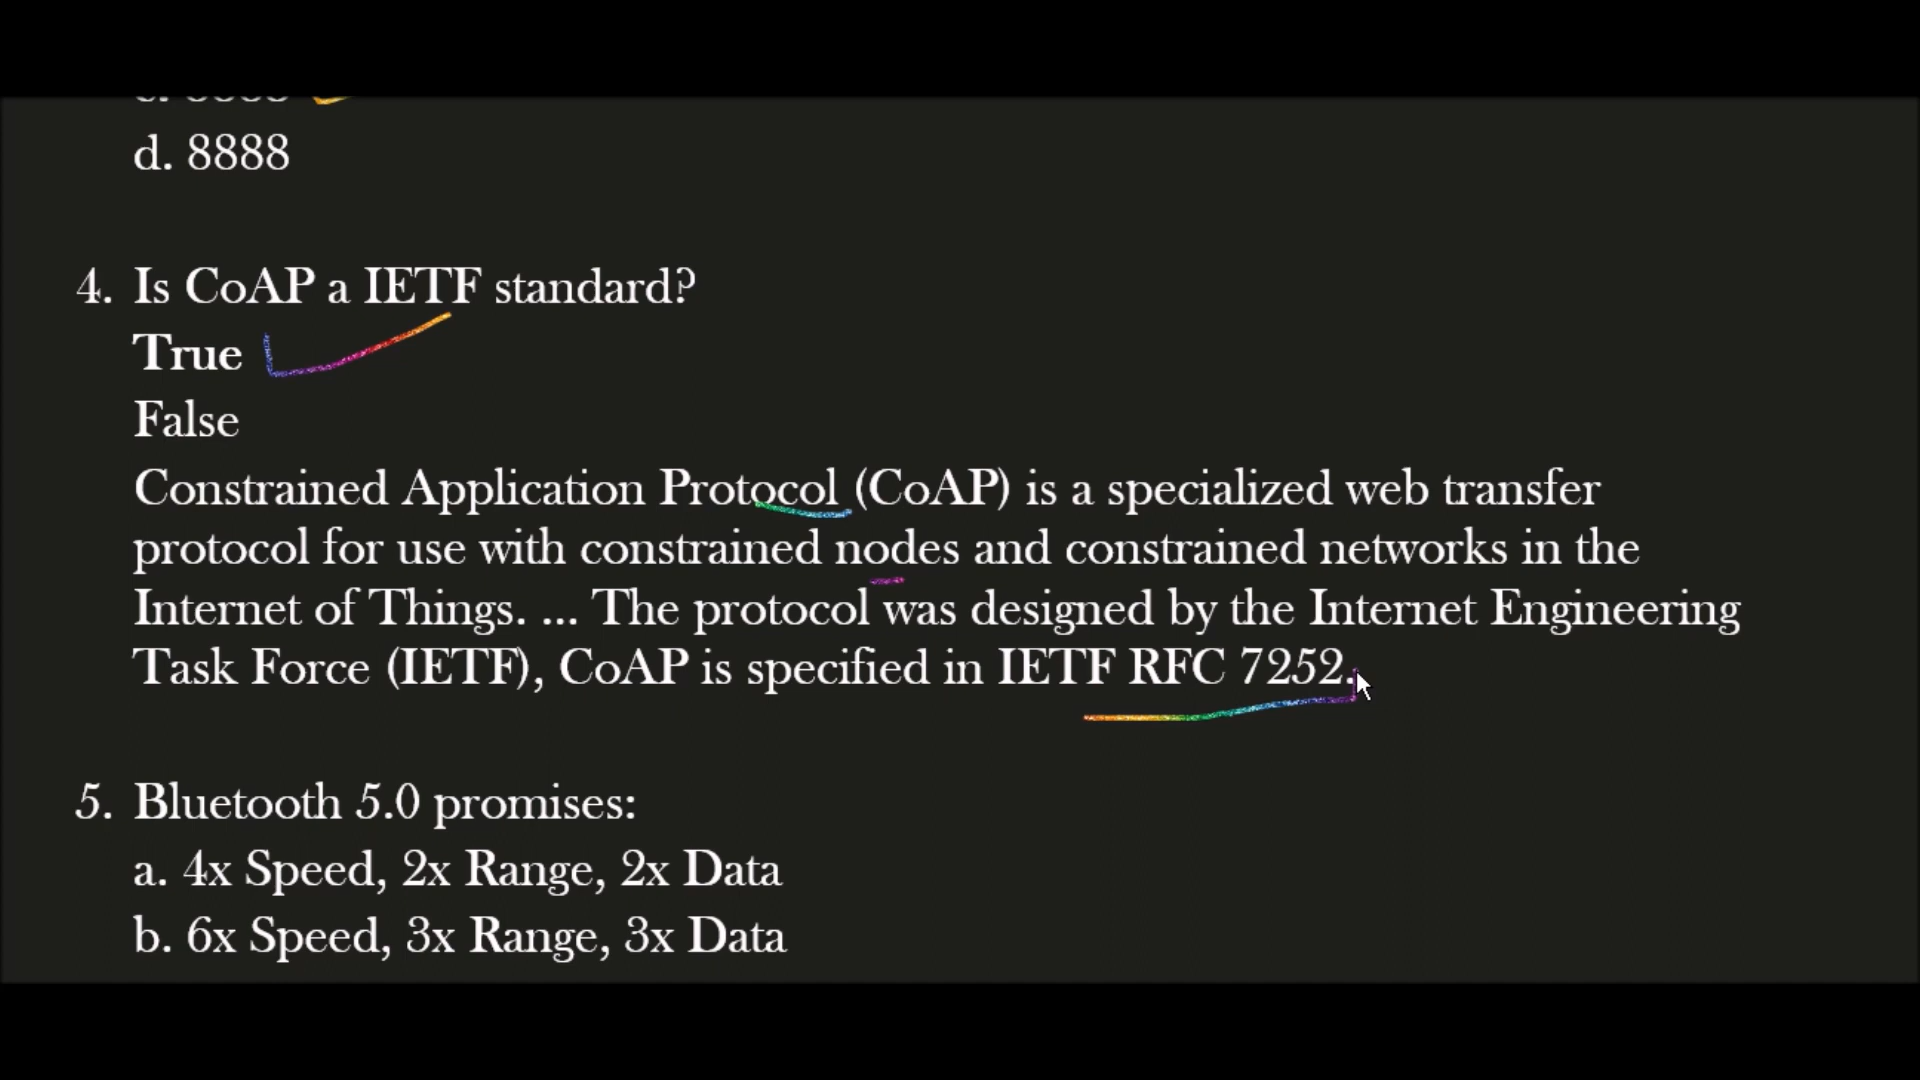 d. 8888
4. Is CoAP a IETF standard?
True
False
Constrained Application Protocol (CoAP) is a specialized web transfer
protocol for use with constrained nodes and constrained networks in the
Internet of Things. ... The protocol was designed by the Internet Engineering
Task Force (IETF), CoAP is specified in IETF RFC 7252.
5. Bluetooth 5.0 promises:
a. 4x Speed, 2x Range, 2x Data
b. 6x Speed, 3x Range, 3x Data